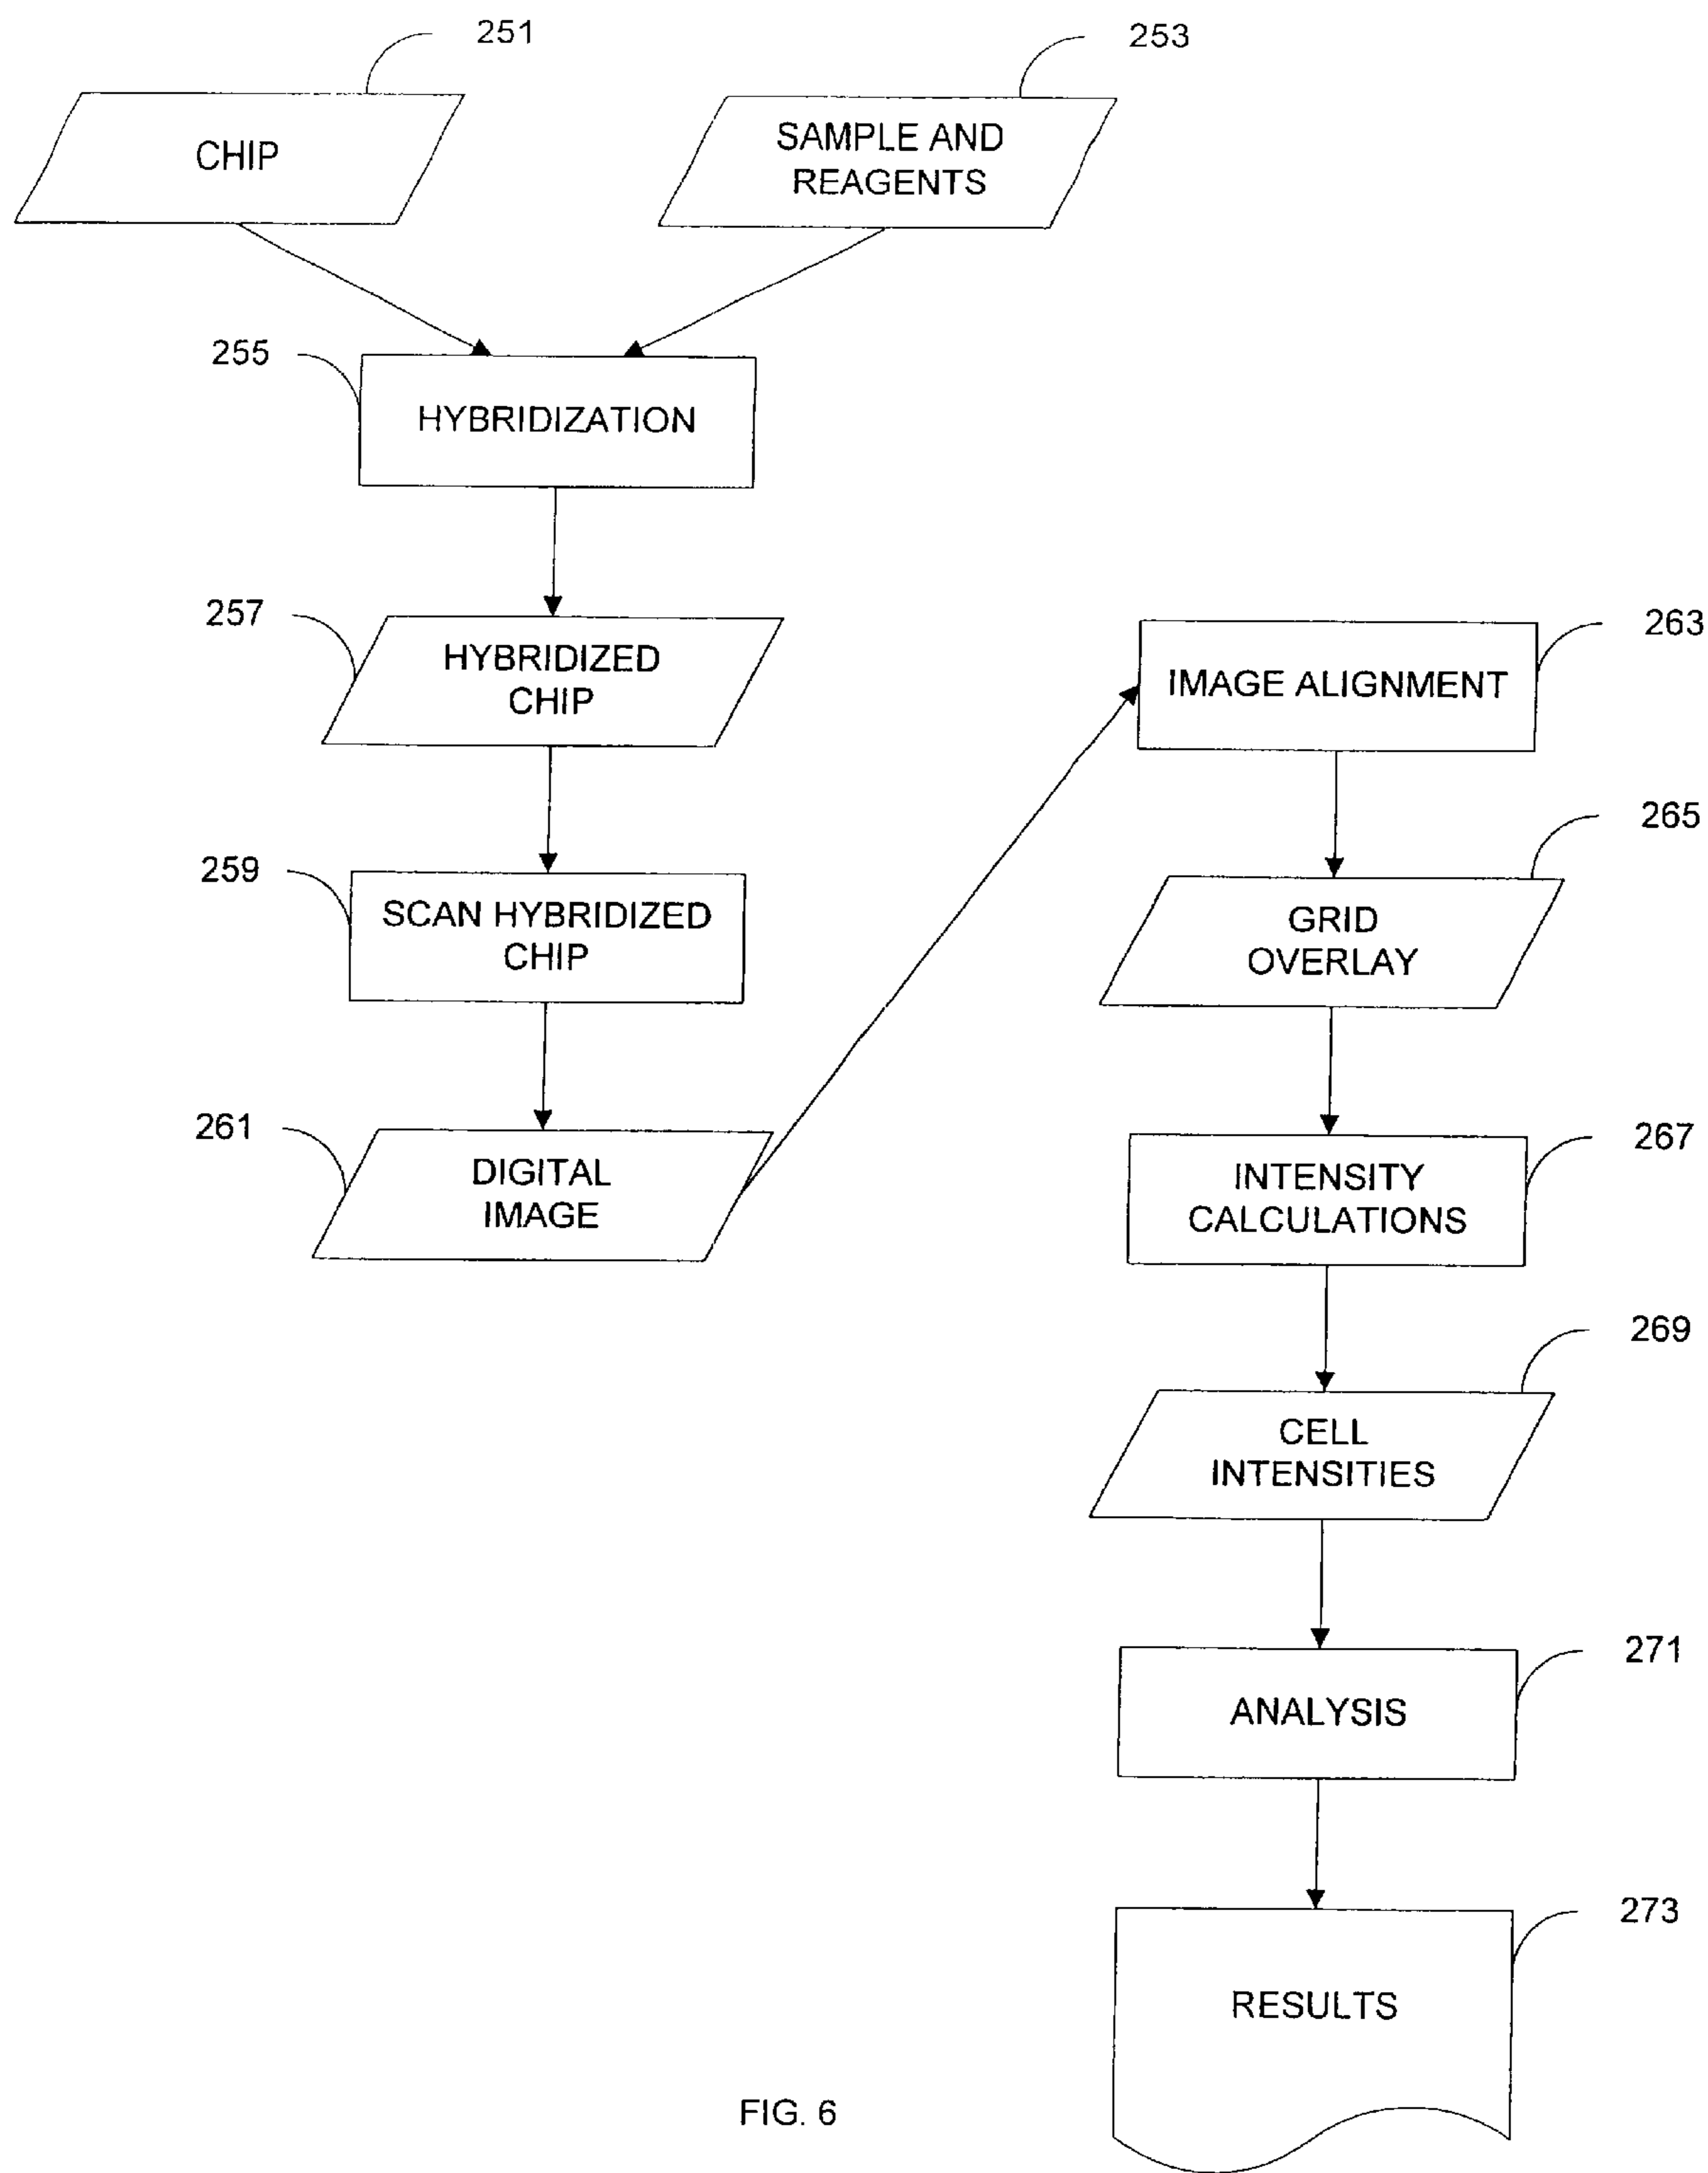 251
253
CHIP
SAMPLE AND
REAGENTS
255
HYBRIDIZATION
257
HYBRIDIZED
CHIP
259
SCAN HYBRIDIZED
CHIP
261
DIGITAL
IMAGE
263
IMAGE ALIGNMENT
265
GRID
OVERLAY
267
INTENSITY
CALCULATIONS
269
CELL
INTENSITIES
271
ANALYSIS
273
RESULTS
FIG. 6